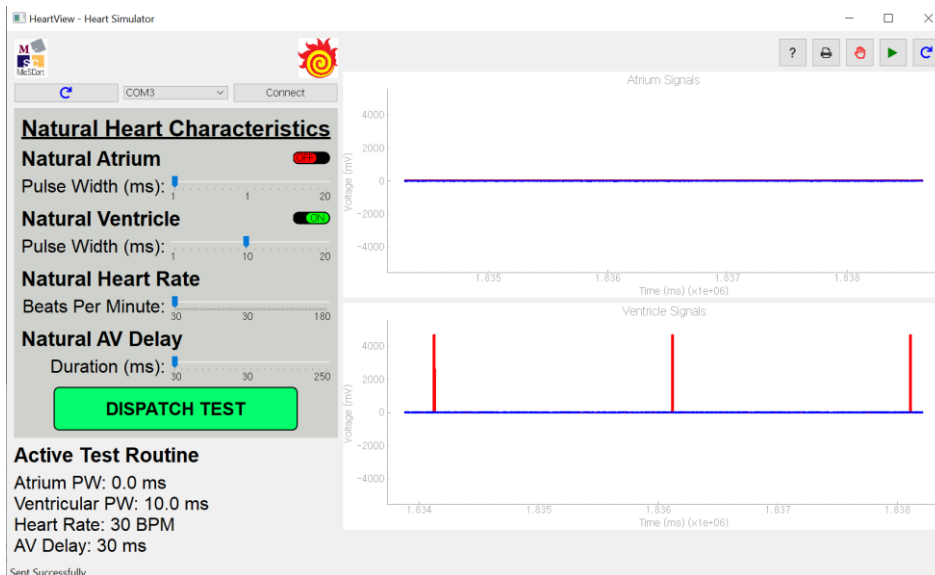 HeartView - Heart Simulator
M
SC
McSCert
COM3
Connect
?
Natural Heart Characteristics
Natural Atrium
OFF
Pulse Width (ms):
1 1 20
Natural Ventricle
ON
Pulse Width (ms):
1 10 20
Natural Heart Rate
Beats Per Minute:
30 30 180
Natural AV Delay
Duration (ms):
30 30 250
DISPATCH TEST
Active Test Routine
Atrium PW: 0.0 ms
Ventricular PW: 10.0 ms
Heart Rate: 30 BPM
AV Delay: 30 ms
Sent Successfully
Atrium Signals
Voltage (mV)
4000
2000
0
−2000
−4000
1.835 1.836 1.837 1.838
Time (ms) (x1e+06)
Ventricle Signals
Voltage (mV)
4000
2000
0
−2000
−4000
1.834 1.835 1.836 1.837 1.838
Time (ms) (x1e+06)